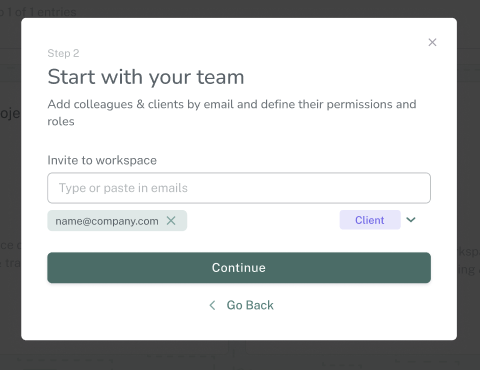 1 of 1 entries
Step 2
Start with your team
Add colleagues & clients by email and define their permissions and
roles
Invite to workspace
Type or paste in emails
name@company.com
Client
Continue
Go Back